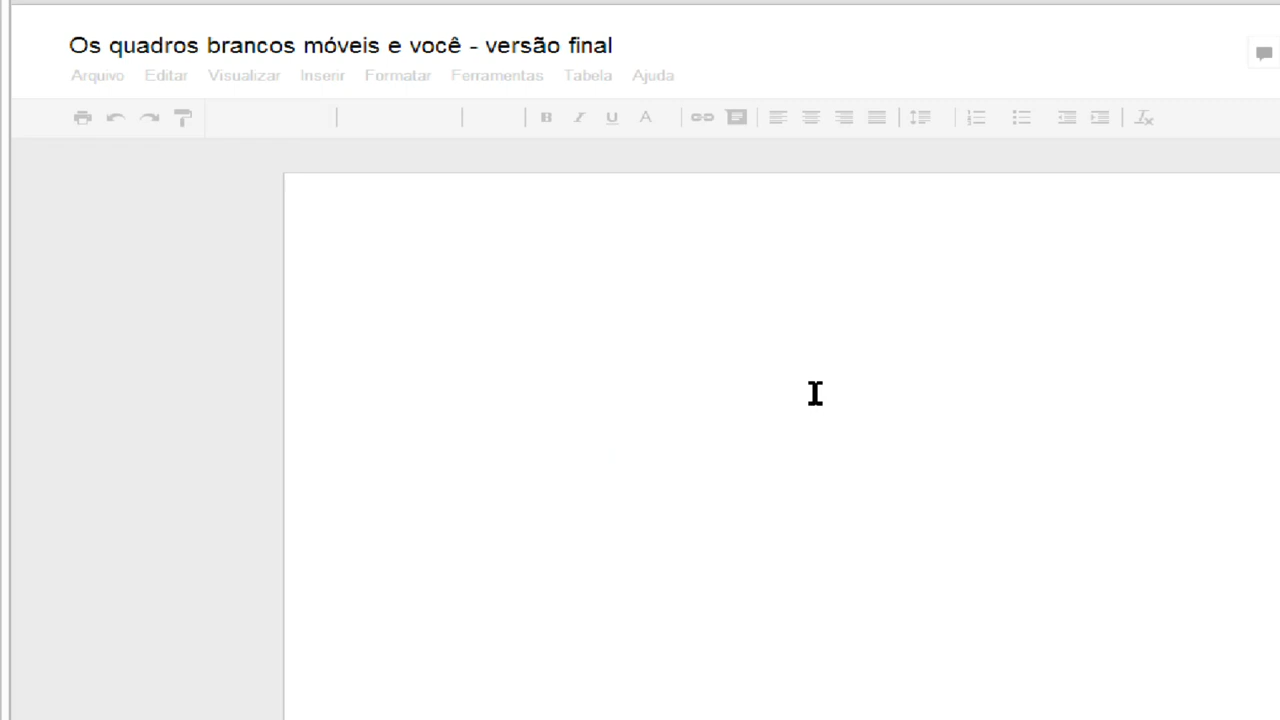 Os quadros brancos móveis e você - versão final
Arquivo Editar Visualizar Inserir Formatar Ferramentas Tabela Ajuda
B I U A